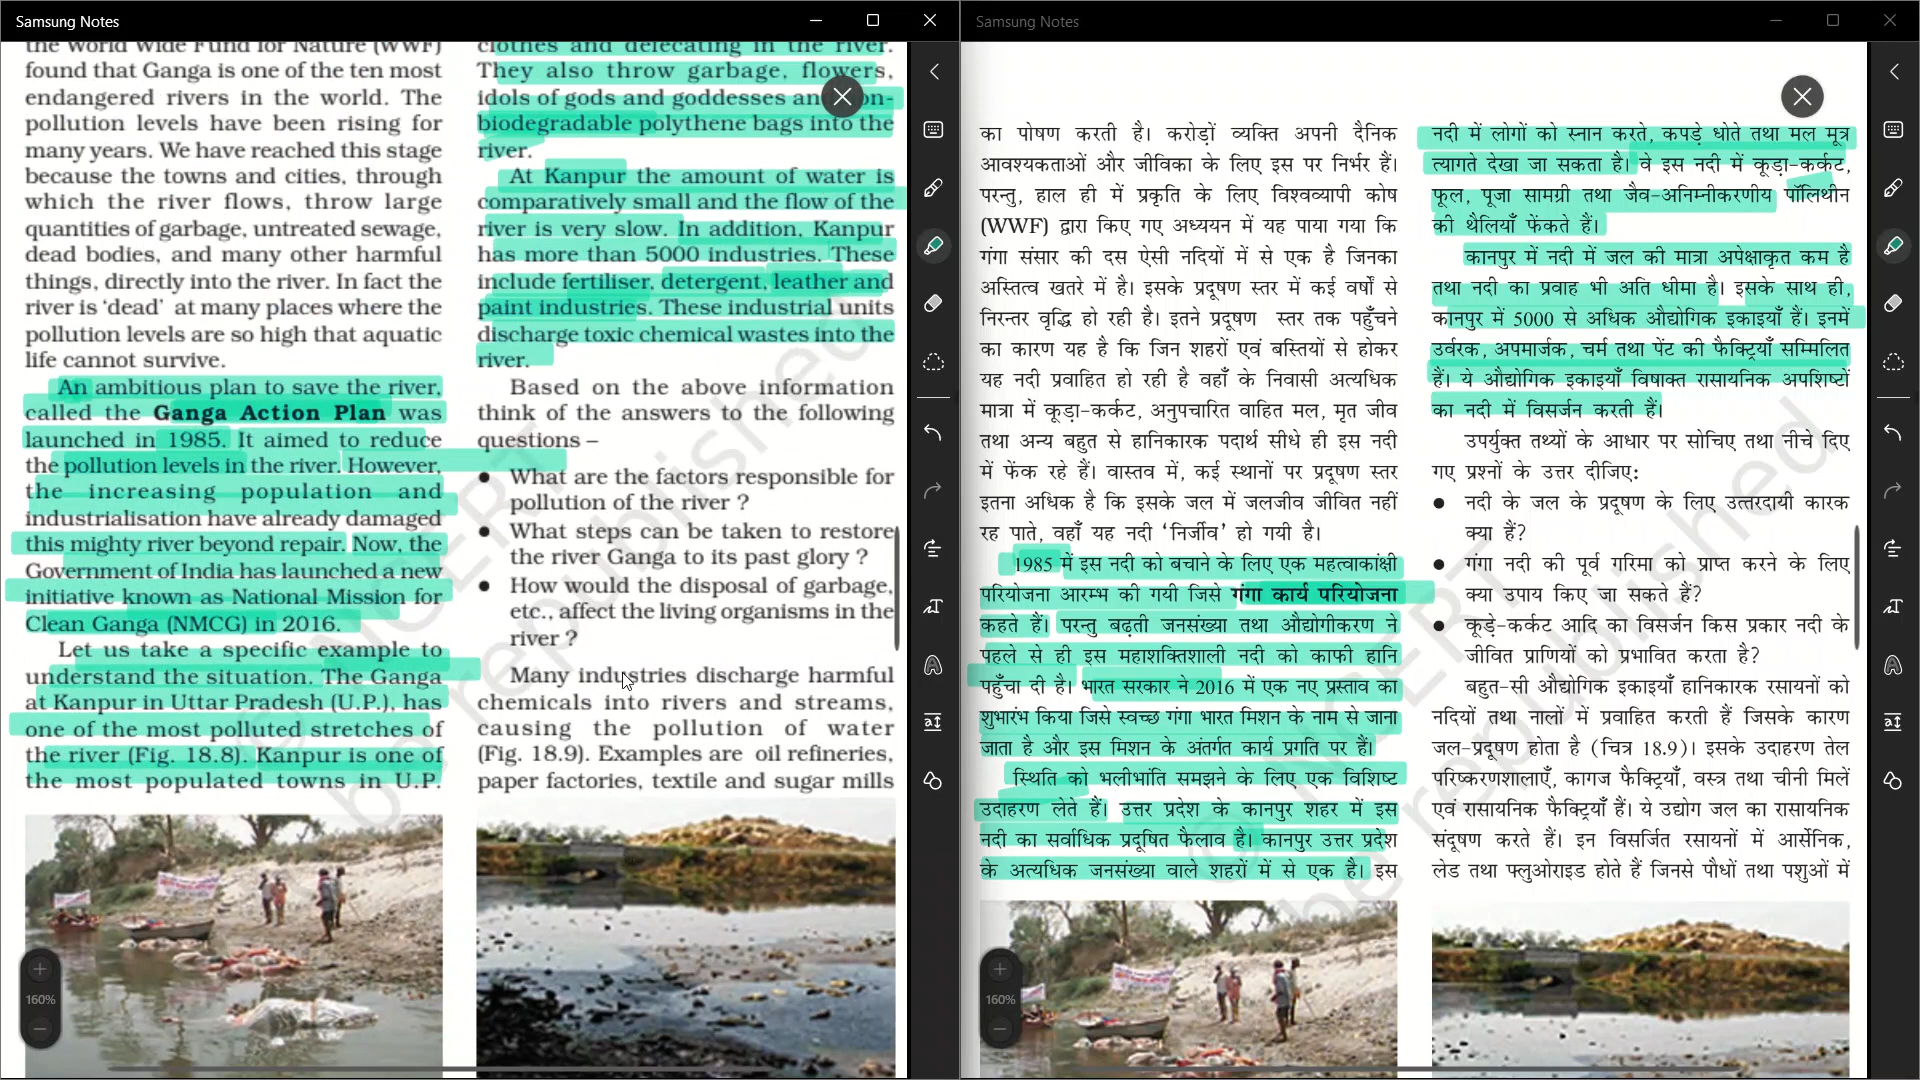 Samsung Notes
the World Wide Fund for Nature (WWF)
found that Ganga is one of the ten most
endangered rivers in the world. The
pollution levels have been rising for
many years. We have reached this stage
because the towns and cities, through
which the river flows, throw large
quantities of garbage, untreated sewage,
dead bodies, and many other harmful
things, directly into the river. In fact the
river is ‘dead’ at many places where the
pollution levels are so high that aquatic
life cannot survive.
An ambitious plan to save the river,
called the Ganga Action Plan was
launched in 1985. It aimed to reduce
the pollution levels in the river. However,
the increasing population and
industrialisation have already damaged
this mighty river beyond repair. Now, the
Government of India has launched a new
initiative known as National Mission for
Clean Ganga (NMCG) in 2016.
Let us take a specific example to
understand the situation. The Ganga
at Kanpur in Uttar Pradesh (U.P.), has
one of the most polluted stretches of
the river (Fig. 18.8). Kanpur is one of
the most populated towns in U.P.
160%
clothes and defecating in the river.
They also throw garbage, flowers,
idols of gods and goddesses and non-
biodegradable polythene bags into the
river.
At Kanpur the amount of water is
comparatively small and the flow of the
river is very slow. In addition, Kanpur
has more than 5000 industries. These
include fertiliser, detergent, leather and
paint industries. These industrial units
discharge toxic chemical wastes into the
river.
Based on the above information
think of the answers to the following
questions –
● What are the factors responsible for
pollution of the river ?
● What steps can be taken to restore
the river Ganga to its past glory ?
● How would the disposal of garbage,
etc., affect the living organisms in the
river ?
Many industries discharge harmful
chemicals into rivers and streams,
causing the pollution of water
(Fig. 18.9). Examples are oil refineries,
paper factories, textile and sugar mills
Samsung Notes
का पोषण करती है। करोड़ों व्यक्ति अपनी दैनिक
आवश्यकताओं और जीविका के लिए इस पर निर्भर हैं।
परन्तु, हाल ही में प्रकृति के लिए विश्वव्यापी कोष
(WWF) द्वारा किए गए अध्ययन में यह पाया गया कि
गंगा संसार की दस ऐसी नदियों में से एक है जिनका
अस्तित्व खतरे में है। इसके प्रदूषण स्तर में कई वर्षों से
निरन्तर वृद्धि हो रही है। इतने प्रदूषण स्तर तक पहुँचने
का कारण यह है कि जिन शहरों एवं बस्तियों से होकर
यह नदी प्रवाहित हो रही है वहाँ के निवासी अत्यधिक
मात्रा में कूड़ा-कर्कट, अनुपचारित वाहित मल, मृत जीव
तथा अन्य बहुत से हानिकारक पदार्थ सीधे ही इस नदी
में फेंक रहे हैं। वास्तव में, कई स्थानों पर प्रदूषण स्तर
इतना अधिक है कि इसके जल में जलजीव जीवित नहीं
रह पाते, वहाँ यह नदी ‘निर्जीव’ हो गयी है।
1985 में इस नदी को बचाने के लिए एक महत्वाकांक्षी
परियोजना आरम्भ की गयी जिसे गंगा कार्य परियोजना
कहते हैं। परन्तु बढ़ती जनसंख्या तथा औद्योगीकरण ने
पहले से ही इस महाशक्तिशाली नदी को काफी हानि
पहुँचा दी है। भारत सरकार ने 2016 में एक नए प्रस्ताव का
शुभारंभ किया जिसे स्वच्छ गंगा भारत मिशन के नाम से जाना
जाता है और इस मिशन के अंतर्गत कार्य प्रगति पर हैं।
स्थिति को भलीभांति समझने के लिए एक विशिष्ट
उदाहरण लेते हैं। उत्तर प्रदेश के कानपुर शहर में इस
नदी का सर्वाधिक प्रदूषित फैलाव है। कानपुर उत्तर प्रदेश
के अत्यधिक जनसंख्या वाले शहरों में से एक है। इस
160%
नदी में लोगों को स्नान करते, कपड़े धोते तथा मल मूत्र
त्यागते देखा जा सकता है। वे इस नदी में कूड़ा-कर्कट,
फूल, पूजा सामग्री तथा जैव-अनिम्नीकरणीय पॉलिथीन
की थैलियाँ फेंकते हैं।
कानपुर में नदी में जल की मात्रा अपेक्षाकृत कम है
तथा नदी का प्रवाह भी अति धीमा है। इसके साथ ही,
कानपुर में 5000 से अधिक औद्योगिक इकाइयाँ हैं। इनमें
उर्वरक, अपमार्जक, चर्म तथा पेंट की फैक्ट्रियाँ सम्मिलित
हैं। ये औद्योगिक इकाइयाँ विषाक्त रासायनिक अपशिष्टों
का नदी में विसर्जन करती हैं।
उपर्युक्त तथ्यों के आधार पर सोचिए तथा नीचे दिए
गए प्रश्नों के उत्तर दीजिए:
● नदी के जल के प्रदूषण के लिए उत्तरदायी कारक
क्या हैं?
● गंगा नदी की पूर्व गरिमा को प्राप्त करने के लिए
क्या उपाय किए जा सकते हैं?
● कूड़े-कर्कट आदि का विसर्जन किस प्रकार नदी के
जीवित प्राणियों को प्रभावित करता है?
बहुत-सी औद्योगिक इकाइयाँ हानिकारक रसायनों को
नदियों तथा नालों में प्रवाहित करती हैं जिसके कारण
जल-प्रदूषण होता है (चित्र 18.9)। इसके उदाहरण तेल
परिष्करणशालाएँ, कागज फैक्ट्रियाँ, वस्त्र तथा चीनी मिलें
एवं रासायनिक फैक्ट्रियाँ हैं। ये उद्योग जल का रासायनिक
संदूषण करते हैं। इन विसर्जित रसायनों में आर्सेनिक,
लेड तथा फ्लुओराइड होते हैं जिनसे पौधों तथा पशुओं में